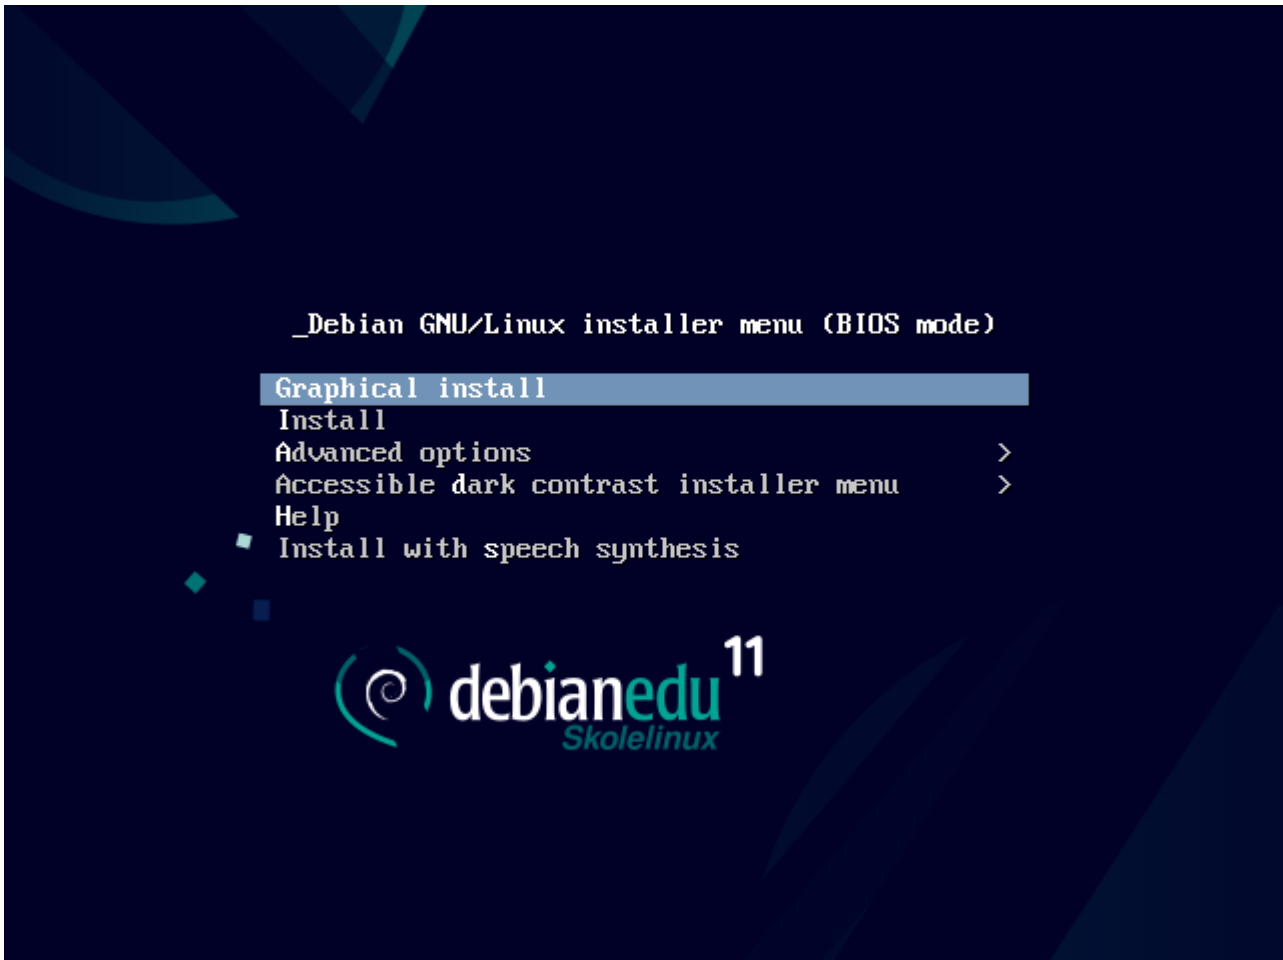 _Debian GNU/Linux installer menu (BIOS mode)
Graphical install
Install
Advanced options >
Accessible dark contrast installer menu >
Help
Install with speech synthesis
debianedu 11
Skolelinux